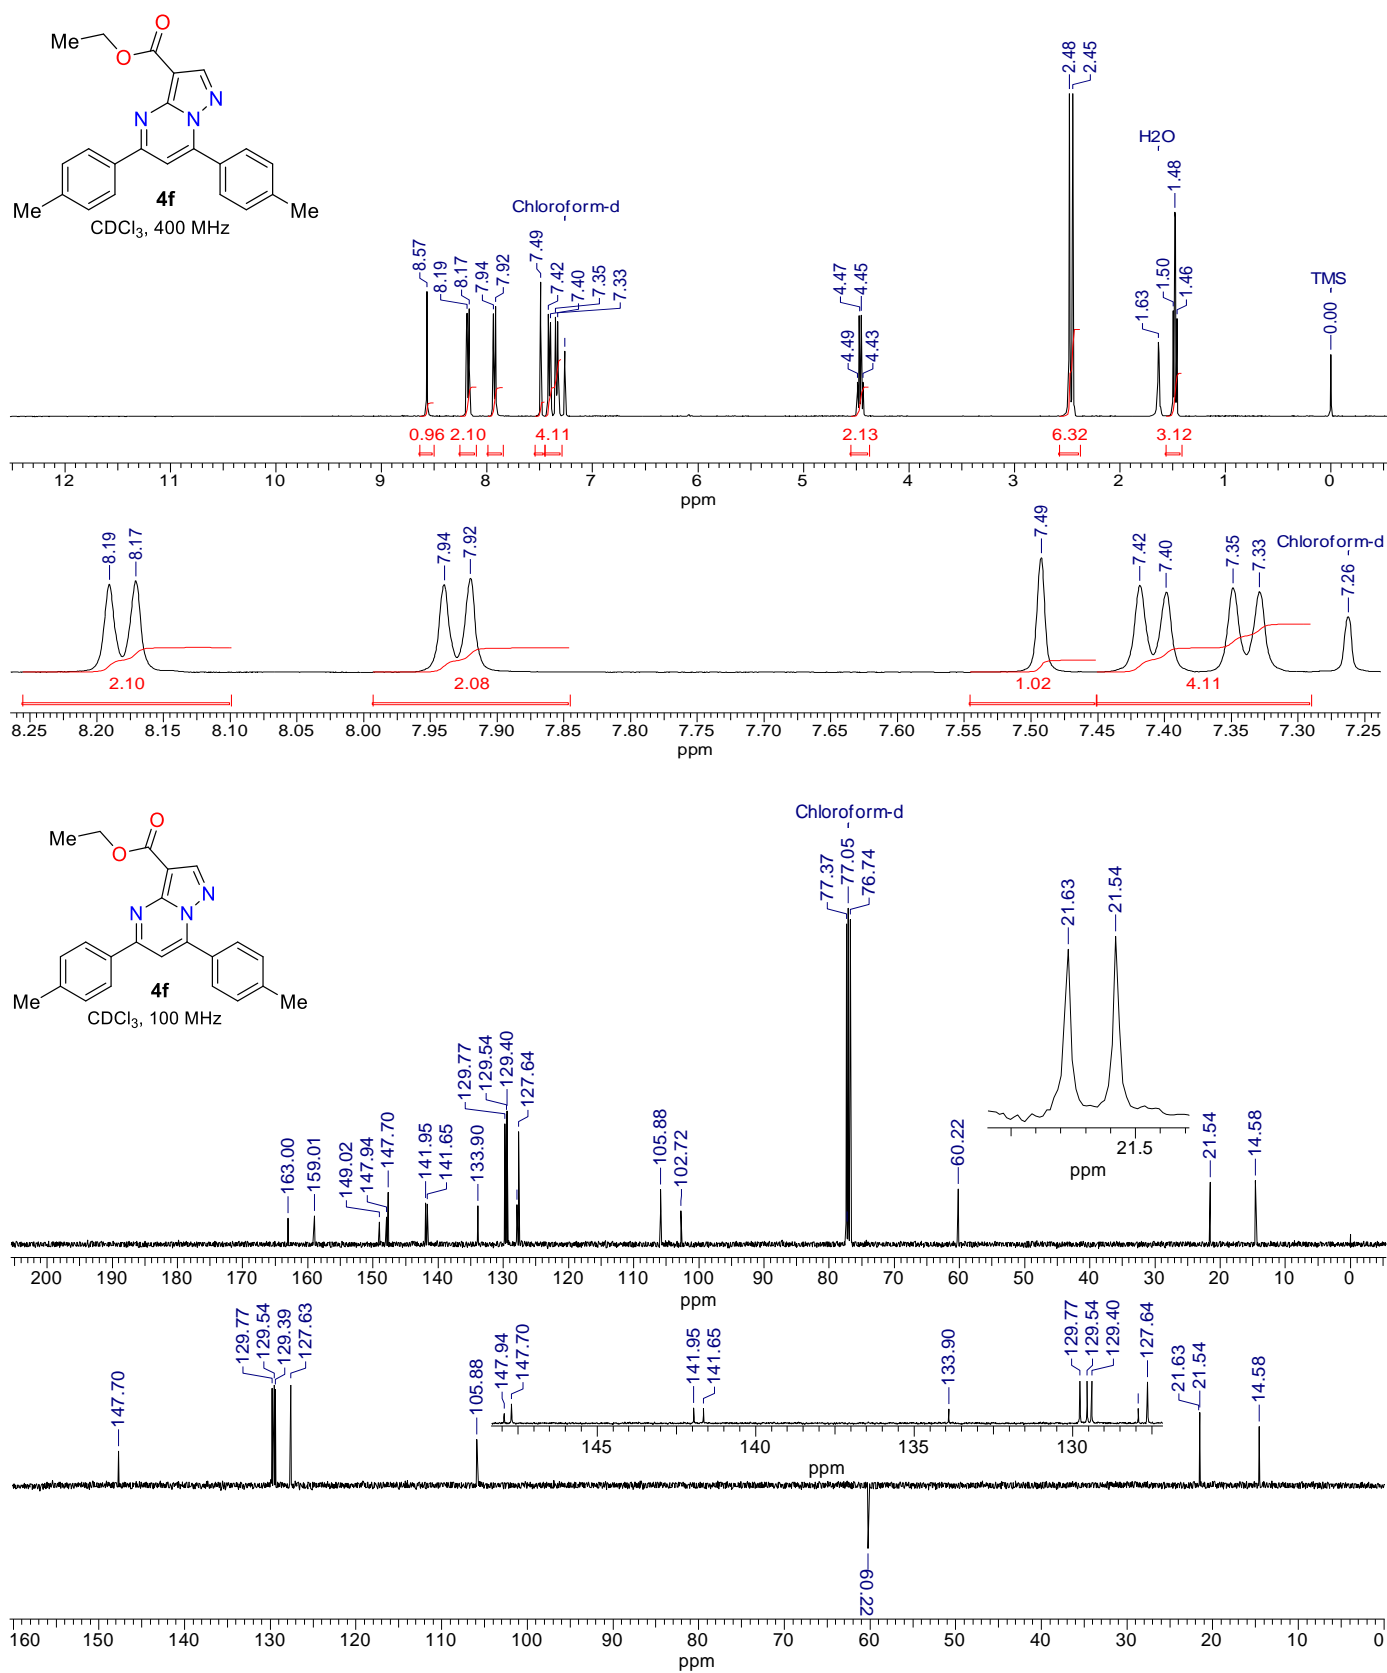 O
Me
O
N
N
N
4f
Me
Me
CDCl₃, 400 MHz
8.57
8.19
8.17
7.94
7.92
7.49
Chloroform-d
7.42
7.40
7.35
7.33
4.49
4.47
4.45
4.43
2.48
2.45
H2O
1.63
1.50
1.48
1.46
TMS
0.00
0.96 2.10 4.11 2.13 6.32 3.12
12 11 10 9 8 7 6 5 4 3 2 1 0
ppm
8.19
8.17
7.94
7.92
7.49
7.42
7.40
7.35
7.33
Chloroform-d
7.26
2.10 2.08 1.02 4.11
8.25 8.20 8.15 8.10 8.05 8.00 7.95 7.90 7.85 7.80 7.75 7.70 7.65 7.60 7.55 7.50 7.45 7.40 7.35 7.30 7.25
ppm
O
Me
O
N
N
N
4f
Me
Me
CDCl₃, 100 MHz
163.00
159.01
149.02
147.94
147.70
141.95
141.65
133.90
129.77
129.54
129.40
127.64
105.88
102.72
Chloroform-d
77.37
77.05
76.74
60.22
21.54
14.58
21.63
21.54
21.5
ppm
200 190 180 170 160 150 140 130 120 110 100 90 80 70 60 50 40 30 20 10 0
ppm
147.70
129.77
129.54
129.39
127.63
105.88
60.22
21.63
21.54
14.58
147.94
147.70
141.95
141.65
133.90
129.77
129.54
129.40
127.64
145 140 135 130
ppm
160 150 140 130 120 110 100 90 80 70 60 50 40 30 20 10 0
ppm